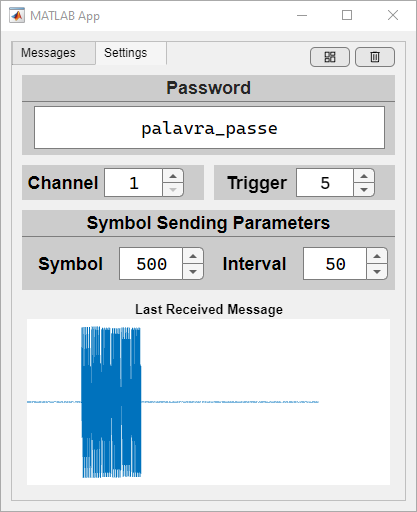 MATLAB App
Messages Settings
Password
palavra_passe
Channel 1 Trigger 5
Symbol Sending Parameters
Symbol 500 Interval 50
Last Received Message